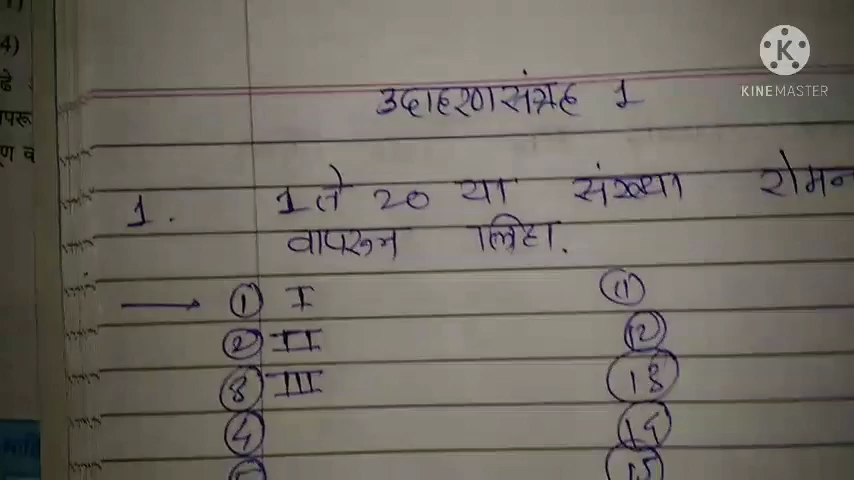 4)
K
KINEMASTER
उदाहरणसंग्रह 1
1. 1 ते 20 या संख्या रोमन
वापरून लिहा.
→ ① I ⑪
② II ⑫
③ III ⑬
④ ⑭
⑮